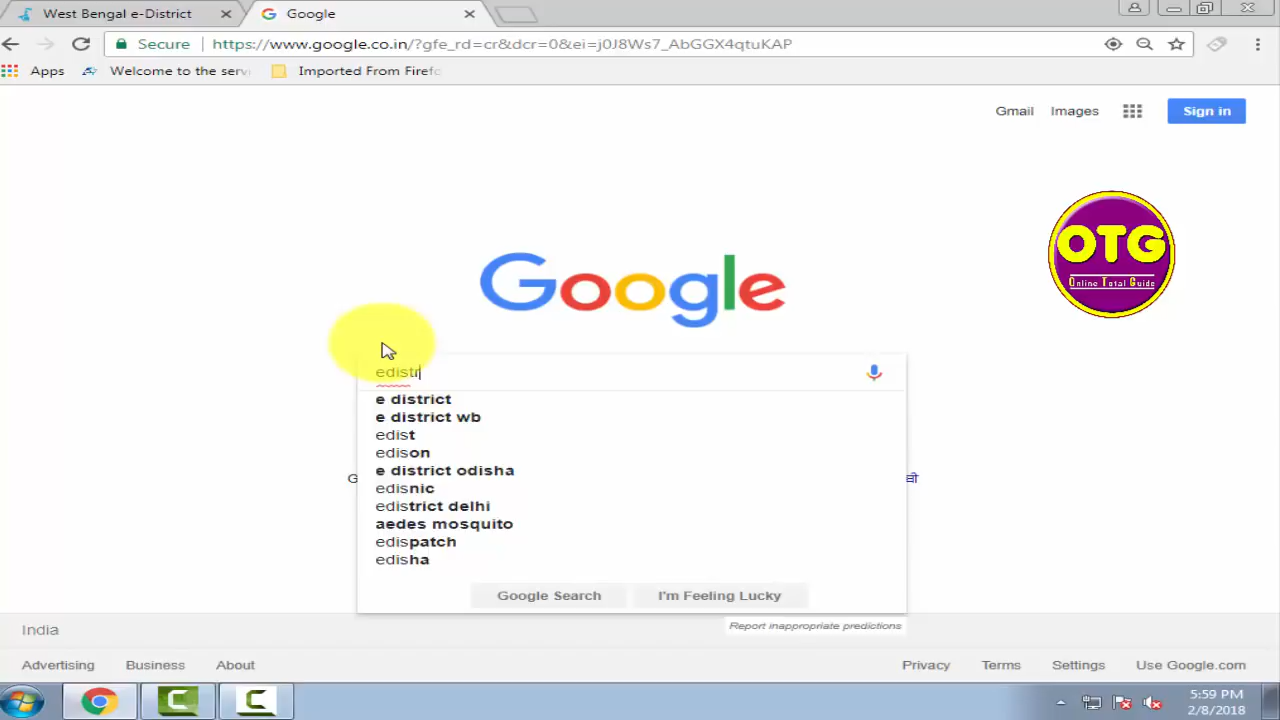 West Bengal e-District
Google
Secure
https://www.google.co.in/?gfe_rd=cr&dcr=0&ei=j0J8Ws7_AbGGX4qtuKAP
Apps
Welcome to the serv
Imported From Firef
Gmail
Images
Sign in
OTG
Online Total Guide
Google
edistr
e district
e district wb
edist
edison
e district odisha
edisnic
edistrict delhi
aedes mosquito
edispatch
edisha
Google Search
I'm Feeling Lucky
Report inappropriate predictions
India
Advertising
Business
About
Privacy
Terms
Settings
Use Google.com
5:59 PM
2/8/2018